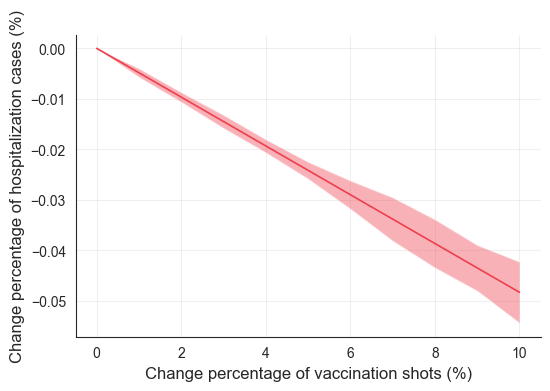 Change percentage of hospitalization cases (%)
0.00
−0.01
−0.02
−0.03
−0.04
−0.05
0 2 4 6 8 10
Change percentage of vaccination shots (%)